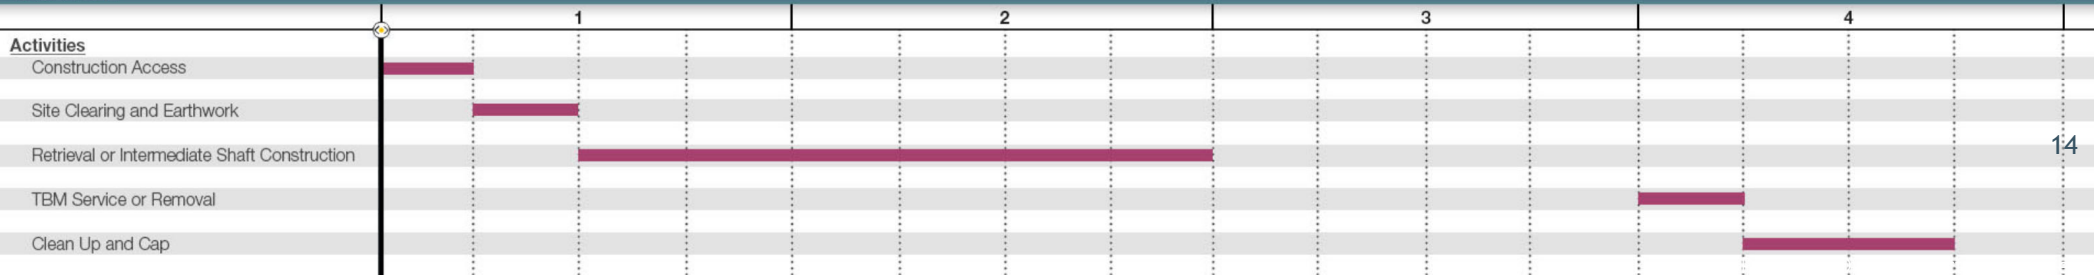 1 2 3 4
Activities
Construction Access
Site Clearing and Earthwork
Retrieval or Intermediate Shaft Construction
14
TBM Service or Removal
Clean Up and Cap